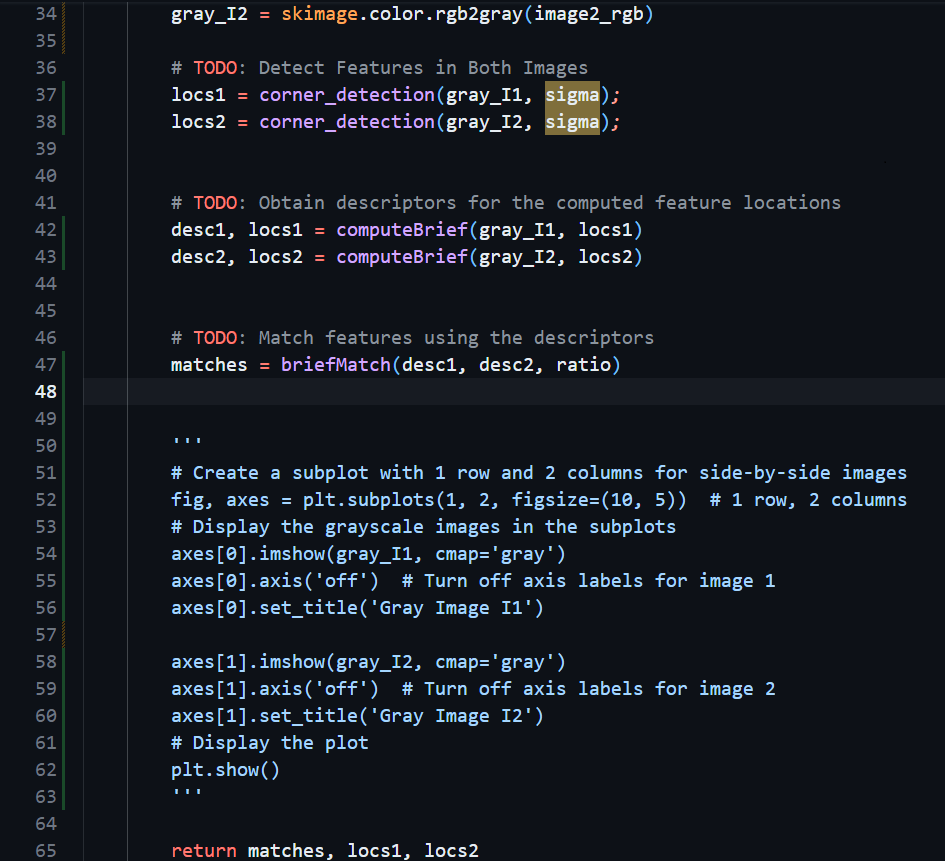 34 gray_I2 = skimage.color.rgb2gray(image2_rgb)
35
36 # TODO: Detect Features in Both Images
37 locs1 = corner_detection(gray_I1, sigma);
38 locs2 = corner_detection(gray_I2, sigma);
39
40
41 # TODO: Obtain descriptors for the computed feature locations
42 desc1, locs1 = computeBrief(gray_I1, locs1)
43 desc2, locs2 = computeBrief(gray_I2, locs2)
44
45
46 # TODO: Match features using the descriptors
47 matches = briefMatch(desc1, desc2, ratio)
48
49
50 '''
51 # Create a subplot with 1 row and 2 columns for side-by-side images
52 fig, axes = plt.subplots(1, 2, figsize=(10, 5))  # 1 row, 2 columns
53 # Display the grayscale images in the subplots
54 axes[0].imshow(gray_I1, cmap='gray')
55 axes[0].axis('off')  # Turn off axis labels for image 1
56 axes[0].set_title('Gray Image I1')
57
58 axes[1].imshow(gray_I2, cmap='gray')
59 axes[1].axis('off')  # Turn off axis labels for image 2
60 axes[1].set_title('Gray Image I2')
61 # Display the plot
62 plt.show()
63 '''
64
65 return matches, locs1, locs2